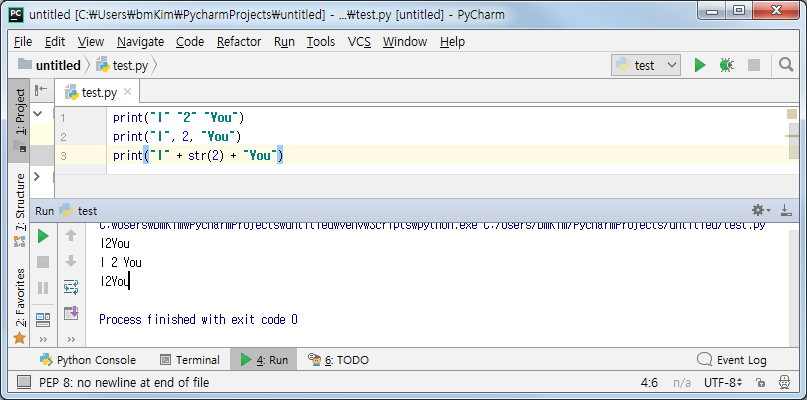 untitled [C:₩Users₩bmKim₩PycharmProjects₩untitled] - ...₩test.py [untitled] - PyCharm
File Edit View Navigate Code Refactor Run Tools VCS Window Help
untitled test.py test
1: Project
test.py
1 print("I" "2" "You")
2 print("I", 2, "You")
3 print("I" + str(2) + "You")
7: Structure
2: Favorites
Run test
C:₩Users₩bmKim₩PycharmProjects₩untitled₩venv₩Scripts₩python.exe C:/Users/bmKim/PycharmProjects/untitled/test.py
I2You
I 2 You
I2You
Process finished with exit code 0
Python Console Terminal 4: Run 6: TODO Event Log
PEP 8: no newline at end of file 4:6 n/a UTF-8